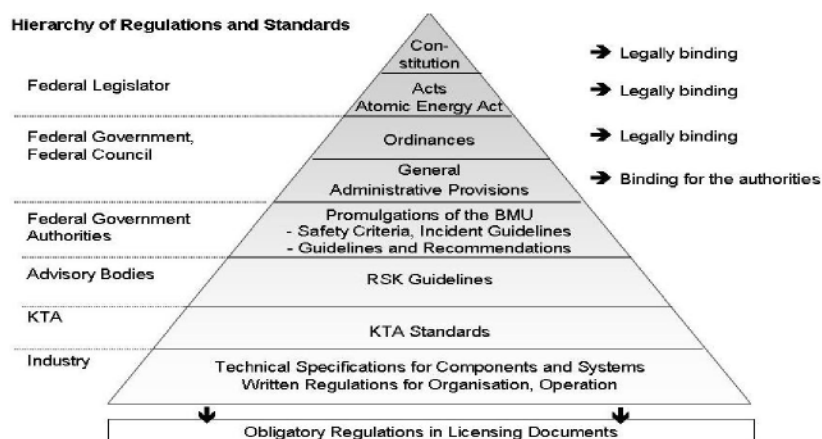 Hierarchy of Regulations and Standards
Con-
stitution
➔ Legally binding
Federal Legislator
Acts
Atomic Energy Act
➔ Legally binding
Federal Government,
Federal Council
Ordinances
➔ Legally binding
General
Administrative Provisions
➔ Binding for the authorities
Federal Government
Authorities
Promulgations of the BMU
- Safety Criteria, Incident Guidelines
- Guidelines and Recommendations
Advisory Bodies
RSK Guidelines
KTA
KTA Standards
Industry
Technical Specifications for Components and Systems
Written Regulations for Organisation, Operation
Obligatory Regulations in Licensing Documents